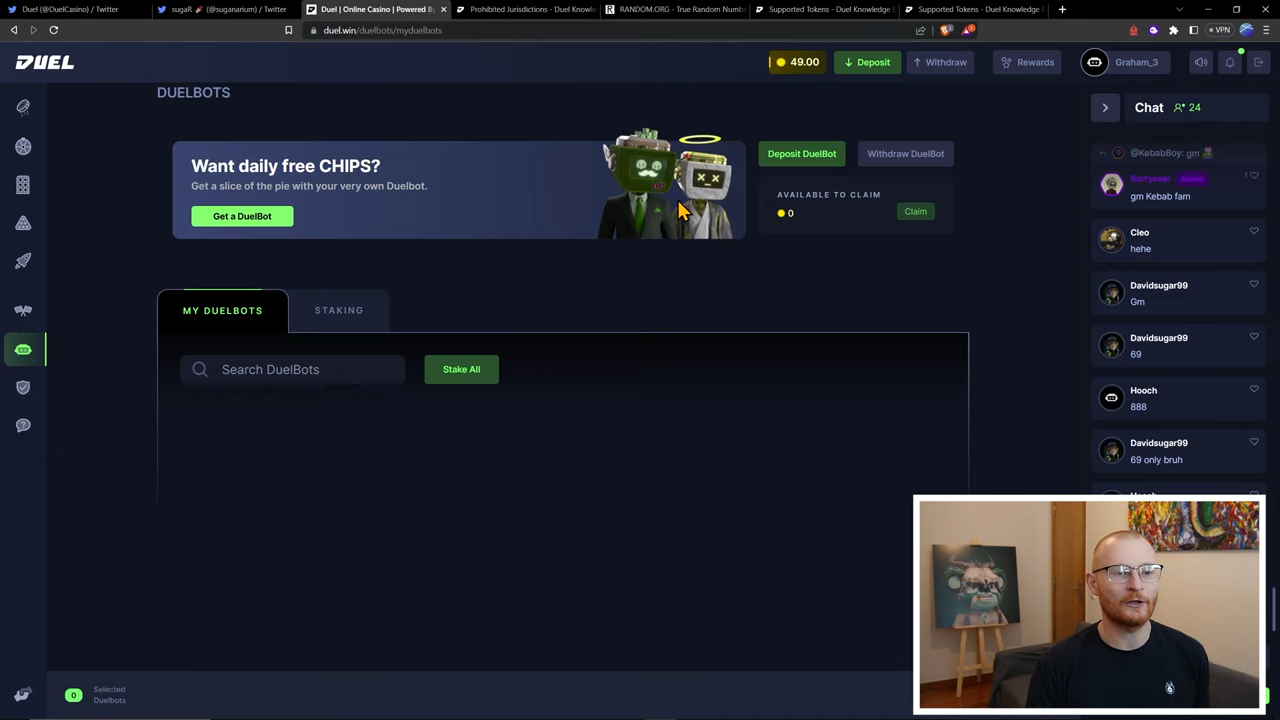 Duel (@DuelCasino) / Twitter
sugaR 🚀 (@suganarium) / Twitter
Duel | Online Casino | Powered By
Prohibited Jurisdictions - Duel Knowle
RANDOM.ORG - True Random Numb
Supported Tokens - Duel Knowledge
Supported Tokens - Duel Knowledge
duel.win/duelbots/myduelbots
VPN
DUEL
49.00
Deposit
Withdraw
Rewards
Graham_3
DUELBOTS
Want daily free CHIPS?
Get a slice of the pie with your very own Duelbot.
Get a DuelBot
Deposit DuelBot
Withdraw DuelBot
AVAILABLE TO CLAIM
0
Claim
MY DUELBOTS
STAKING
Search DuelBots
Stake All
0
Selected
Duelbots
Chat
24
@KebabBoy: gm
Sorryover
Admin
1
gm Kebab fam
Cleo
hehe
Davidsugar99
Gm
Davidsugar99
69
Hooch
888
Davidsugar99
69 only bruh